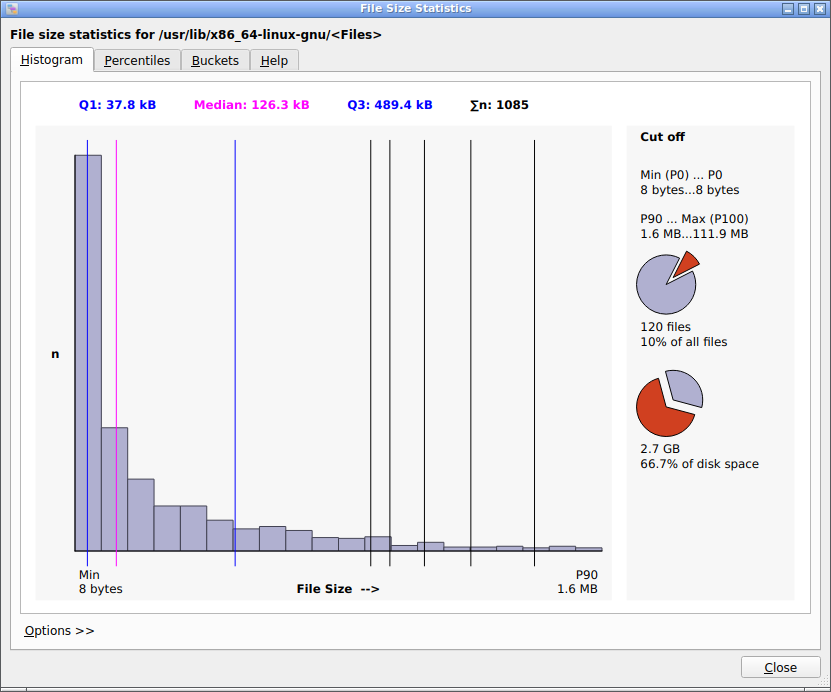 File Size Statistics
File size statistics for /usr/lib/x86_64-linux-gnu/<Files>
Histogram Percentiles Buckets Help
Q1: 37.8 kB Median: 126.3 kB Q3: 489.4 kB ∑n: 1085
n
Min
8 bytes
File Size -->
P90
1.6 MB
Cut off
Min (P0) ... P0
8 bytes...8 bytes
P90 ... Max (P100)
1.6 MB...111.9 MB
120 files
10% of all files
2.7 GB
66.7% of disk space
Options >>
Close